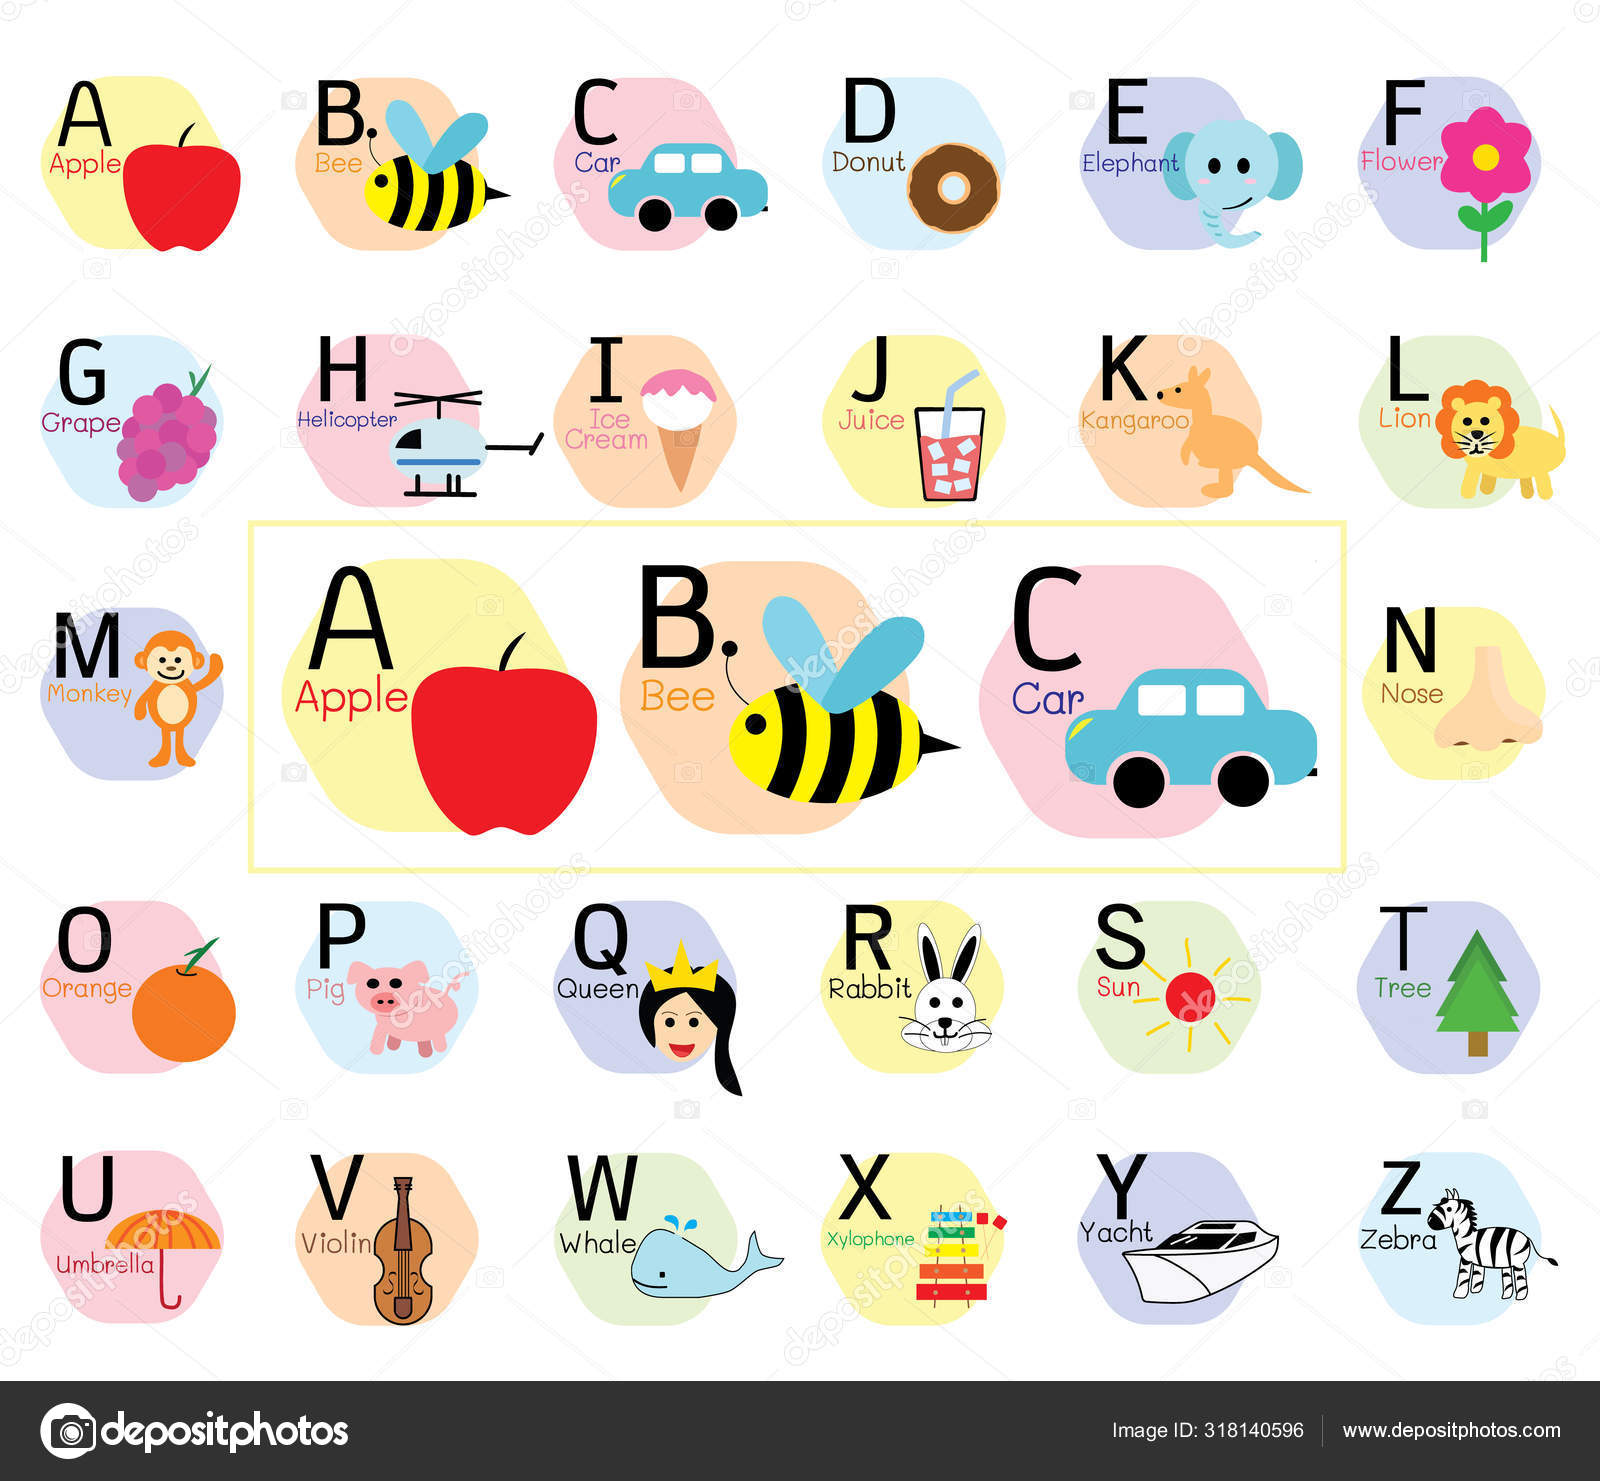 A B C D E F
Apple Bee Car Donut Elephant Flower
G H I J K L
Grape Helicopter Ice Cream Juice Kangaroo Lion
M A B C N
Monkey Apple Bee Car Nose
O P Q R S T
Orange Pig Queen Rabbit Sun Tree
U V W X Y Z
Umbrella Violin Whale Xylophone Yacht Zebra
depositphotos Image ID: 318140596 www.depositphotos.com